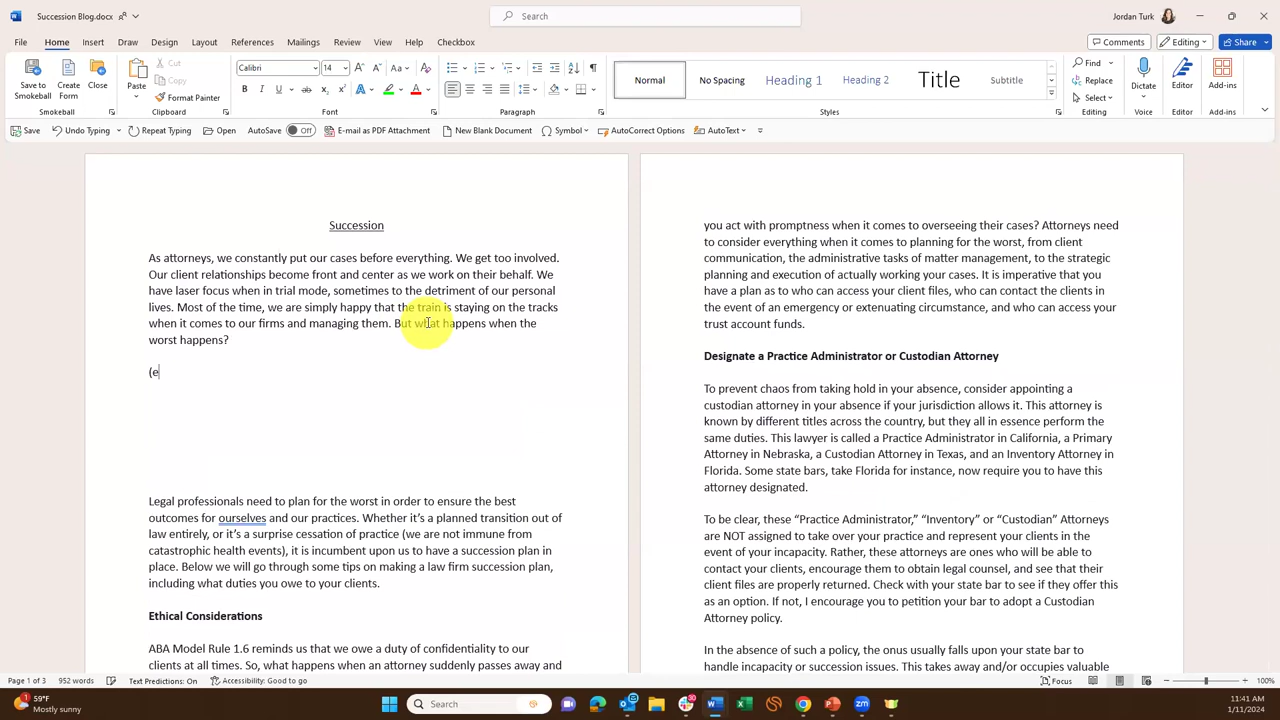 Succession Blog.docx
Search
Jordan Turk
File Home Insert Draw Design Layout References Mailings Review View Help Checkbox
Comments Editing Share
Save to Smokeball
Create Form
Close
Smokeball
Paste
Cut
Copy
Format Painter
Clipboard
Calibri 14
Font
Paragraph
Normal
No Spacing
Heading 1
Heading 2
Title
Subtitle
Styles
Find
Replace
Select
Editing
Dictate
Voice
Editor
Editor
Add-ins
Add-ins
Save Undo Typing Repeat Typing Open AutoSave Off E-mail as PDF Attachment New Blank Document Symbol AutoCorrect Options AutoText
Succession
As attorneys, we constantly put our cases before everything. We get too involved.
Our client relationships become front and center as we work on their behalf. We
have laser focus when in trial mode, sometimes to the detriment of our personal
lives. Most of the time, we are simply happy that the train is staying on the tracks
when it comes to our firms and managing them. But what happens when the
worst happens?
(e
Legal professionals need to plan for the worst in order to ensure the best
outcomes for ourselves and our practices. Whether it's a planned transition out of
law entirely, or it's a surprise cessation of practice (we are not immune from
catastrophic health events), it is incumbent upon us to have a succession plan in
place. Below we will go through some tips on making a law firm succession plan,
including what duties you owe to your clients.
Ethical Considerations
ABA Model Rule 1.6 reminds us that we owe a duty of confidentiality to our
clients at all times. So, what happens when an attorney suddenly passes away and
you act with promptness when it comes to overseeing their cases? Attorneys need
to consider everything when it comes to planning for the worst, from client
communication, the administrative tasks of matter management, to the strategic
planning and execution of actually working your cases. It is imperative that you
have a plan as to who can access your client files, who can contact the clients in
the event of an emergency or extenuating circumstance, and who can access your
trust account funds.
Designate a Practice Administrator or Custodian Attorney
To prevent chaos from taking hold in your absence, consider appointing a
custodian attorney in your absence if your jurisdiction allows it. This attorney is
known by different titles across the country, but they all in essence perform the
same duties. This lawyer is called a Practice Administrator in California, a Primary
Attorney in Nebraska, a Custodian Attorney in Texas, and an Inventory Attorney in
Florida. Some state bars, take Florida for instance, now require you to have this
attorney designated.
To be clear, these “Practice Administrator,” “Inventory” or “Custodian” Attorneys
are NOT assigned to take over your practice and represent your clients in the
event of your incapacity. Rather, these attorneys are ones who will be able to
contact your clients, encourage them to obtain legal counsel, and see that their
client files are properly returned. Check with your state bar to see if they offer this
as an option. If not, I encourage you to petition your bar to adopt a Custodian
Attorney policy.
In the absence of such a policy, the onus usually falls upon your state bar to
handle incapacity or succession issues. This takes away and/or occupies valuable
Page 1 of 3 952 words Text Predictions: On Accessibility: Good to go Focus 100%
59°F
Mostly sunny
Search
11:41 AM
1/11/2024